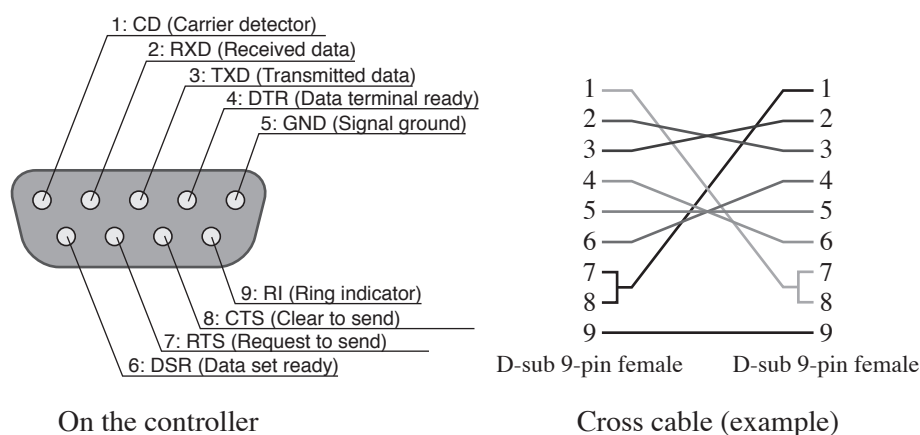 1: CD (Carrier detector)
2: RXD (Received data)
3: TXD (Transmitted data)
4: DTR (Data terminal ready)
5: GND (Signal ground)
9: RI (Ring indicator)
8: CTS (Clear to send)
7: RTS (Request to send)
6: DSR (Data set ready)
On the controller
1 1
2 2
3 3
4 4
5 5
6 6
7 7
8 8
9 9
D-sub 9-pin female D-sub 9-pin female
Cross cable (example)